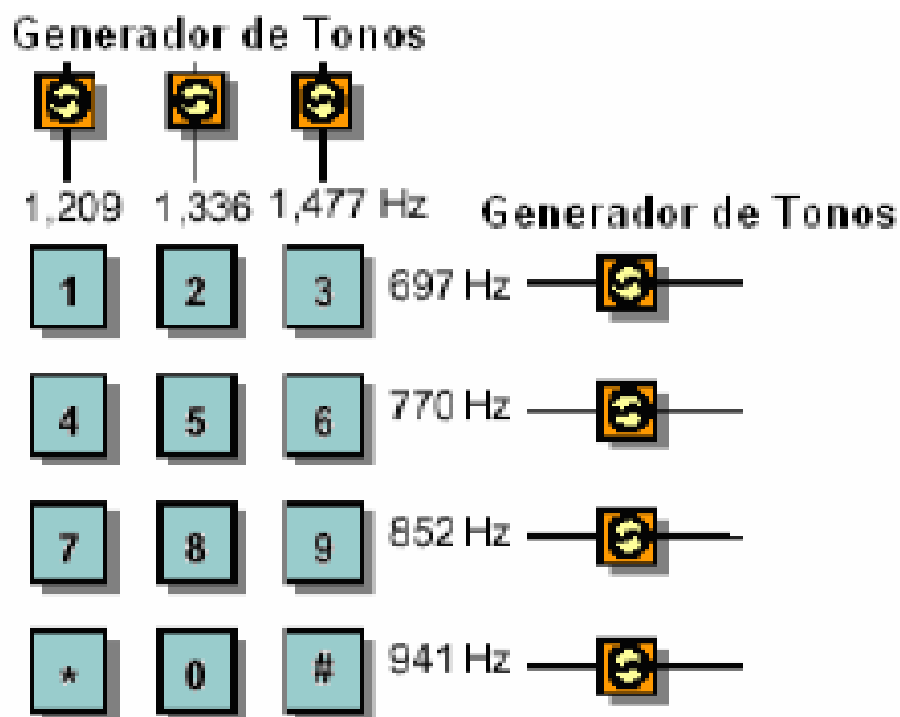 Generador de Tonos
1,209 1,336 1,477 Hz
Generador de Tonos
1 2 3 697 Hz
4 5 6 770 Hz
7 8 9 852 Hz
* 0 # 941 Hz